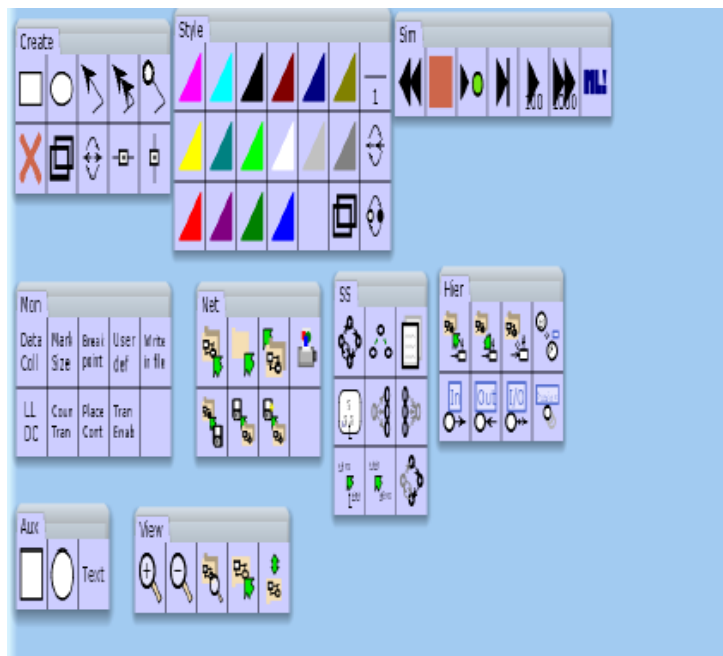 Create
Style
1
Sim
100
1000
ML!
Mon
Data Coll
Mark Size
Break point
User def
Write in file
LL DC
Coun Tran
Place Cont
Tran Enab
Net
SS
Hier
In
Out
I/O
Aux
Text
View